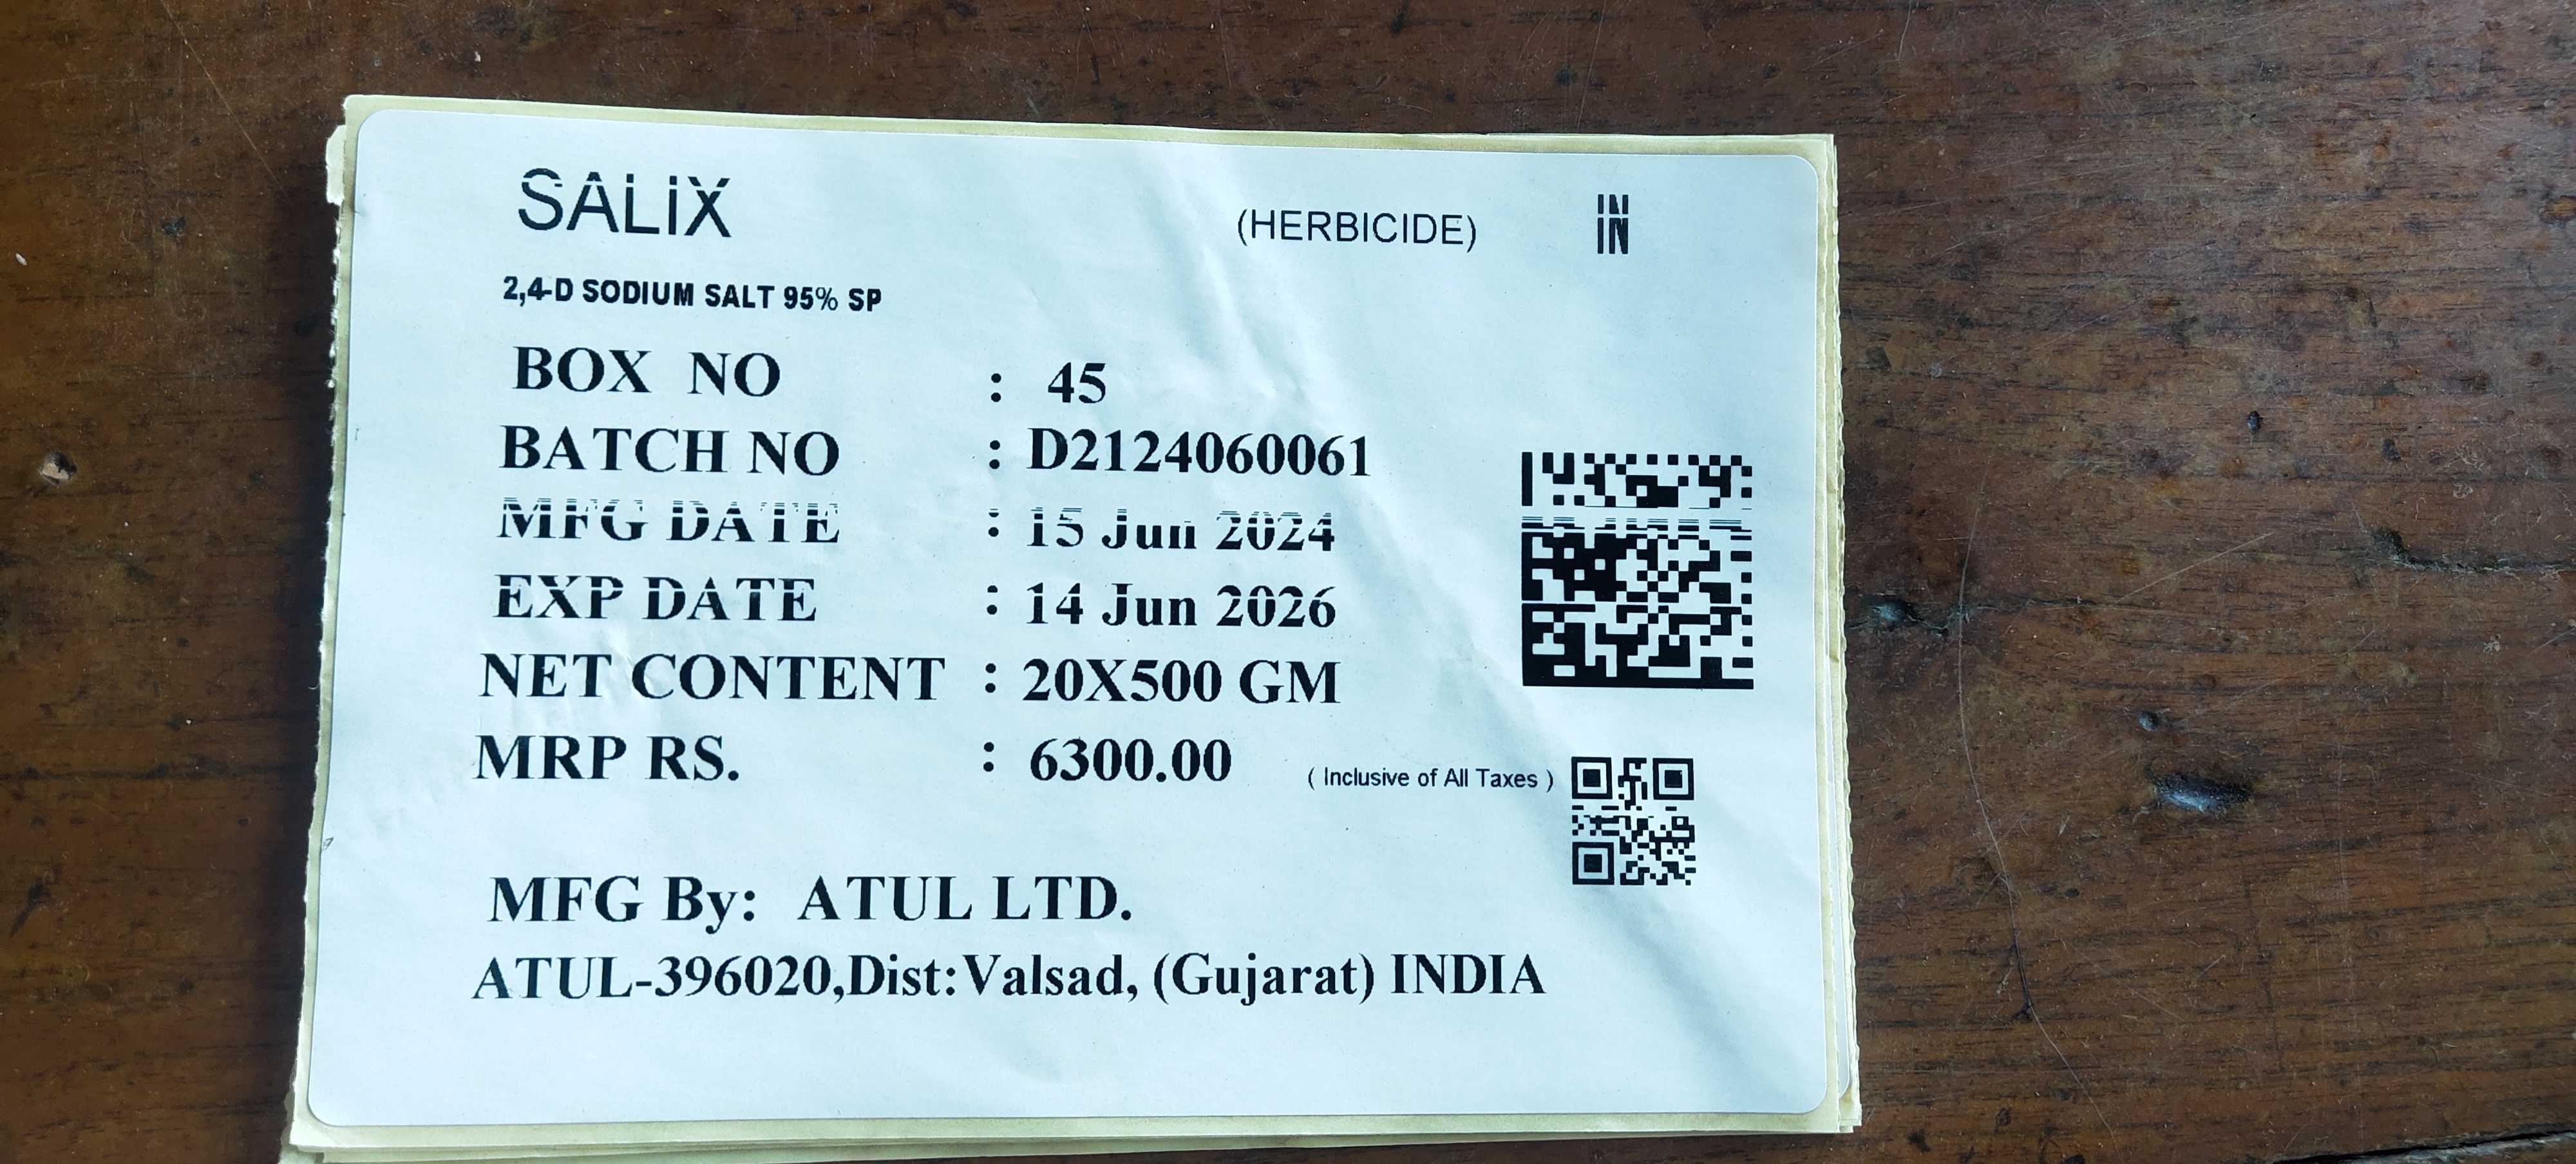 SALIX
(HERBICIDE)
IN
2,4-D SODIUM SALT 95% SP
BOX NO : 45
BATCH NO : D2124060061
MFG DATE : 15 Jun 2024
EXP DATE : 14 Jun 2026
NET CONTENT : 20X500 GM
MRP RS. : 6300.00 ( Inclusive of All Taxes )
MFG By: ATUL LTD.
ATUL-396020,Dist:Valsad, (Gujarat) INDIA